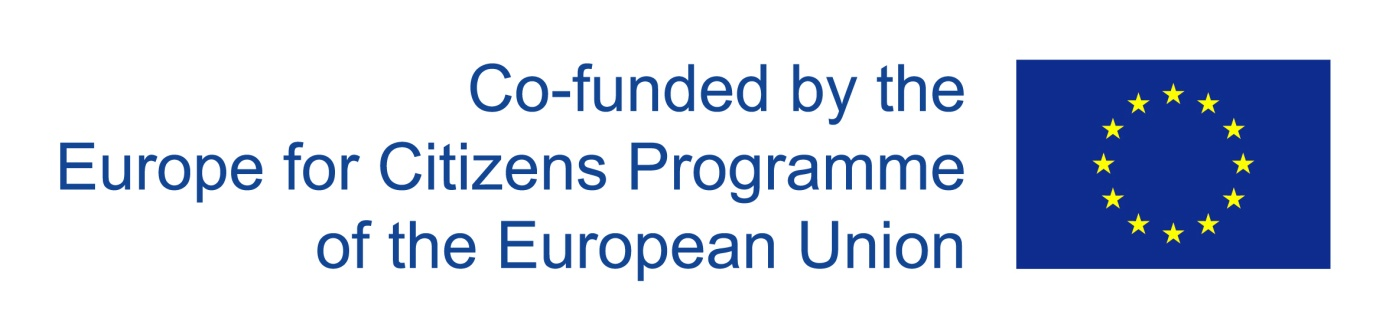 Co-funded by the
Europe for Citizens Programme
of the European Union